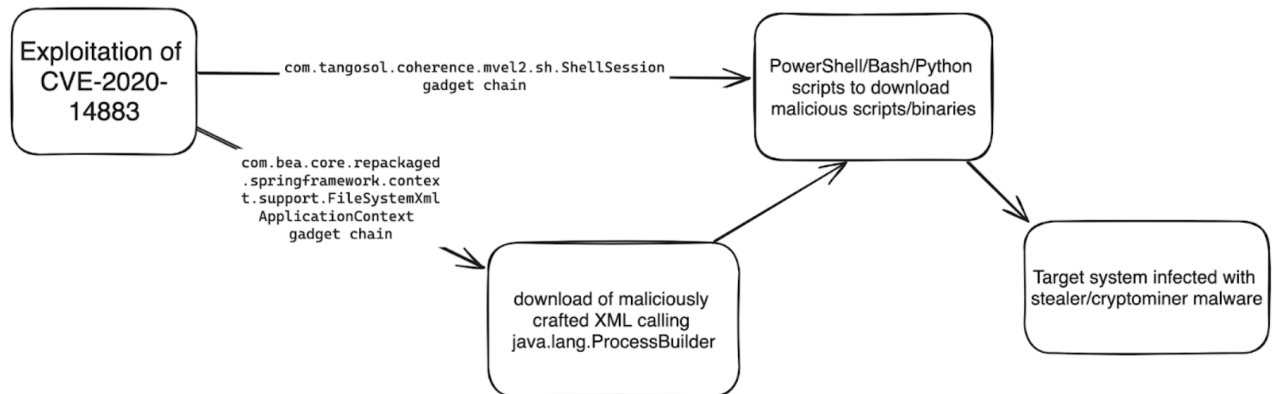 Exploitation of
CVE-2020-
14883
com.tangosol.coherence.mvel2.sh.ShellSession
gadget chain
PowerShell/Bash/Python
scripts to download
malicious scripts/binaries
com.bea.core.repackaged
.springframework.contex
t.support.FileSystemXml
ApplicationContext
gadget chain
download of maliciously
crafted XML calling
java.lang.ProcessBuilder
Target system infected with
stealer/cryptominer malware